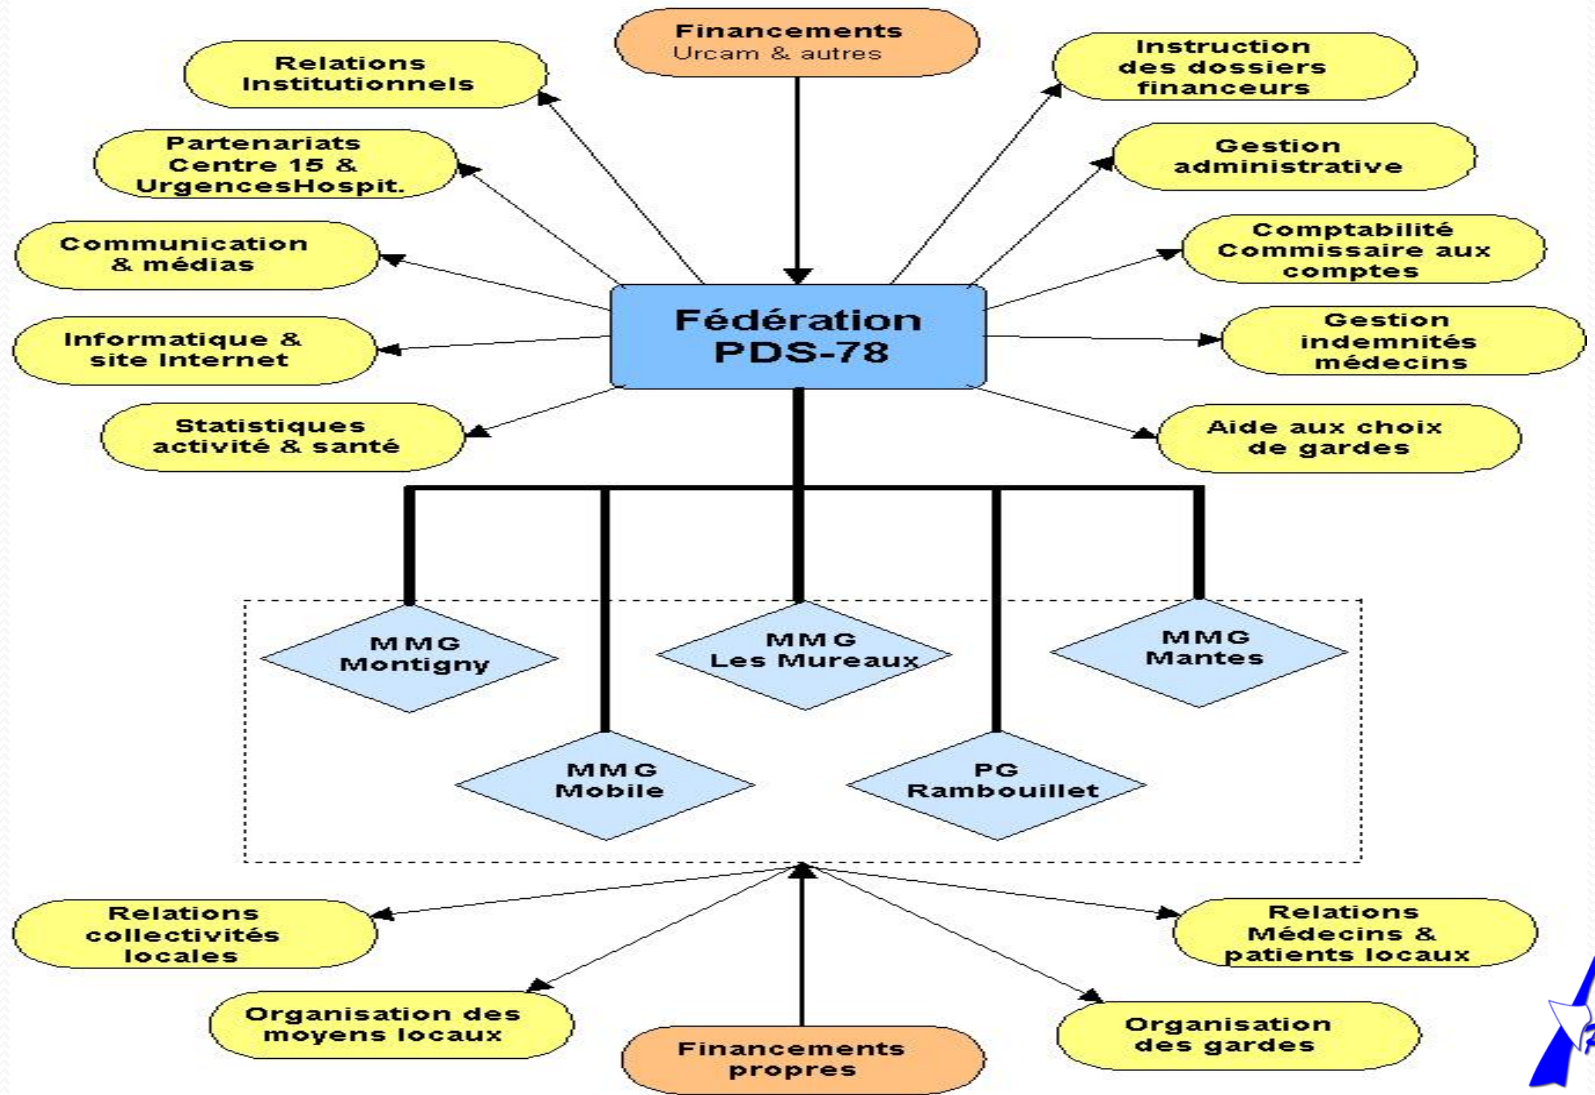 Financements
Urcam & autres
Relations
Institutionnels
Instruction
des dossiers
financeurs
Partenariats
Centre 15 &
UrgencesHospit.
Gestion
administrative
Communication
& médias
Comptabilité
Commissaire aux
comptes
Fédération
PDS-78
Informatique &
site Internet
Gestion
indemnités
médecins
Statistiques
activité & santé
Aide aux choix
de gardes
MMG
Montigny
MMG
Les Mureaux
MMG
Mantes
MMG
Mobile
PG
Rambouillet
Relations
collectivités
locales
Relations
Médecins &
patients locaux
Organisation des
moyens locaux
Organisation
des gardes
Financements
propres